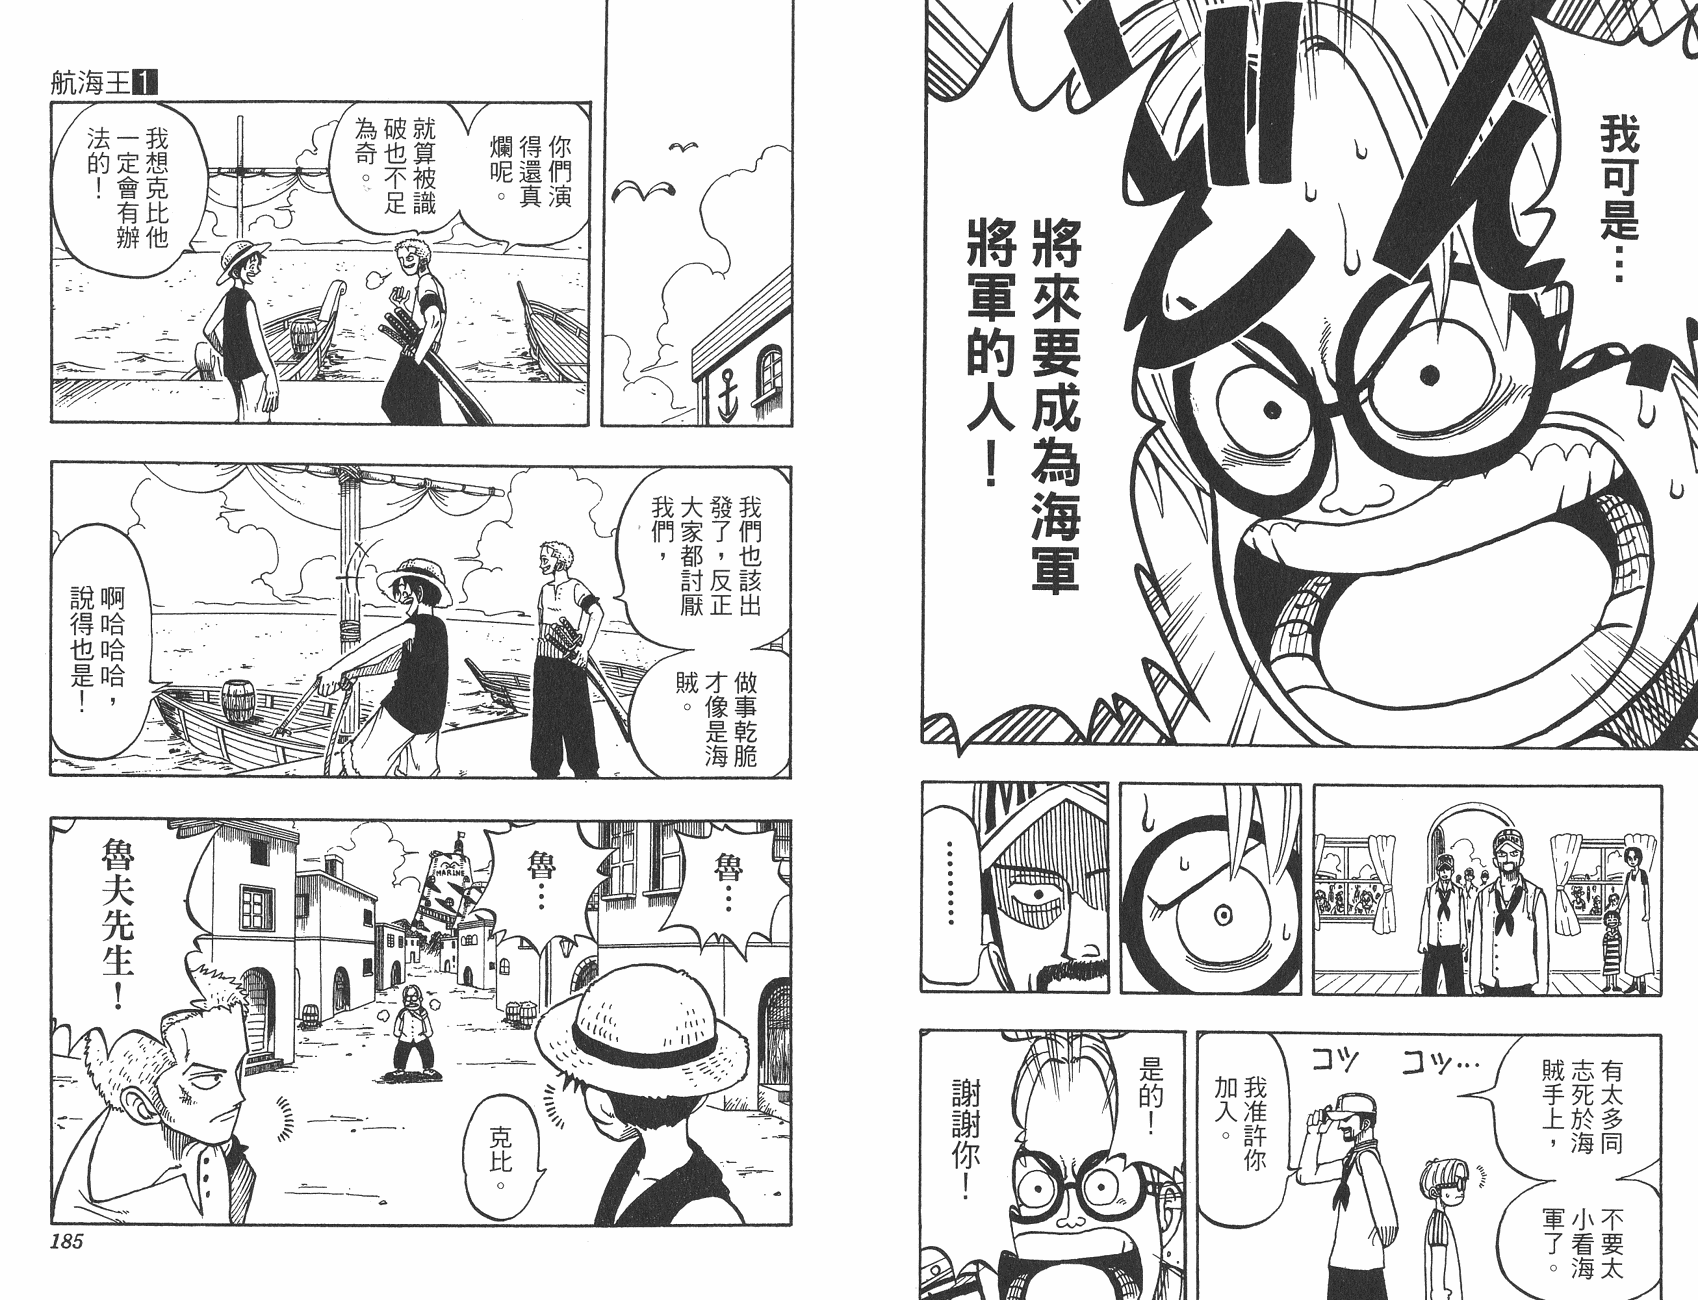 我可是…
將來要成為海軍
將軍的人！
………
有太多同
志死於海
賊手上，
不要太
小看海
軍了。
コツ
コツ…
我准許你
加入。
是的！
謝謝你！
航海王1
你們演
得還真
爛呢。
就算被識
破也不足
為奇。
我想克比他
一定會有辦
法的！
我們也該出
發了，反正
大家都討厭
我們，
做事乾脆
才像是海
賊。
啊哈哈哈，
說得也是！
魯…
魯…
MARINE
魯夫先生！
克比。
185